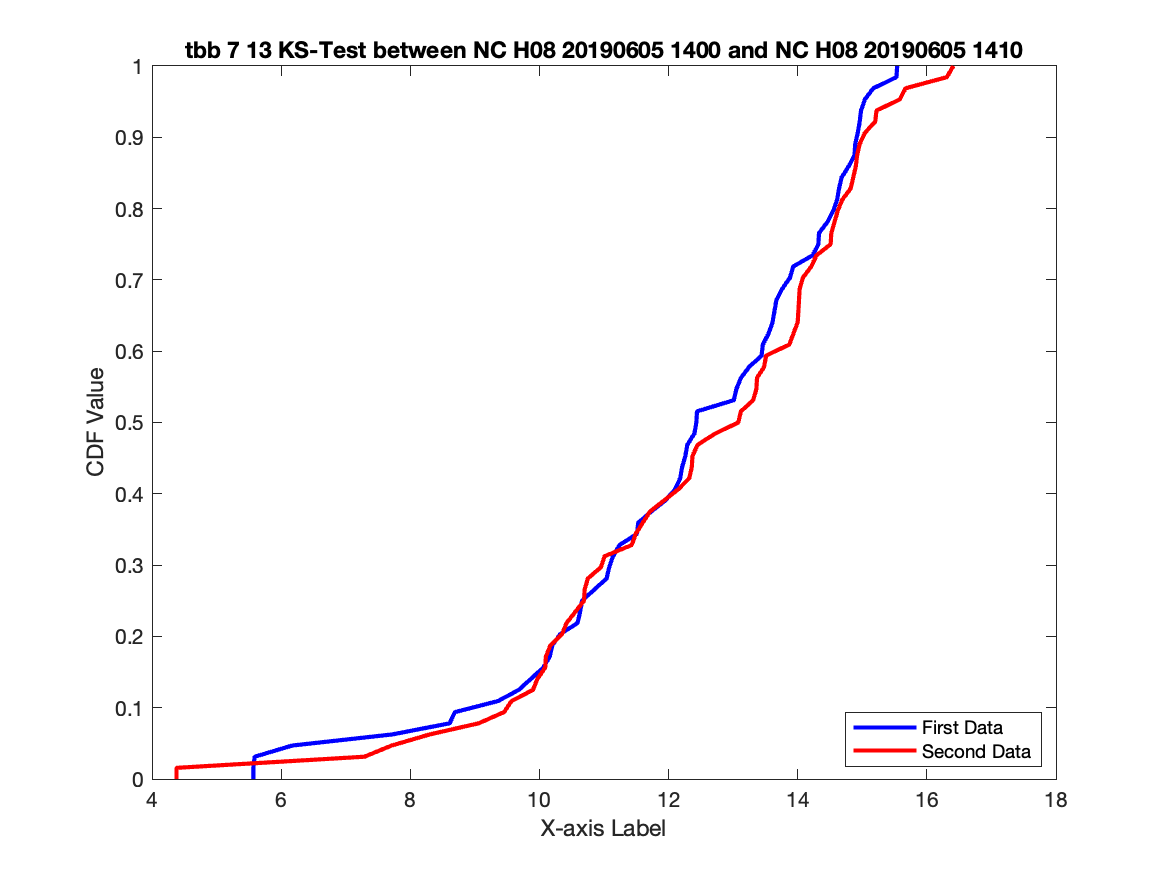 tbb 7 13 KS-Test between NC H08 20190605 1400 and NC H08 20190605 1410
1
0.9
0.8
0.7
0.6
0.5
0.4
0.3
0.2
0.1
0
CDF Value
First Data
Second Data
4 6 8 10 12 14 16 18
X-axis Label